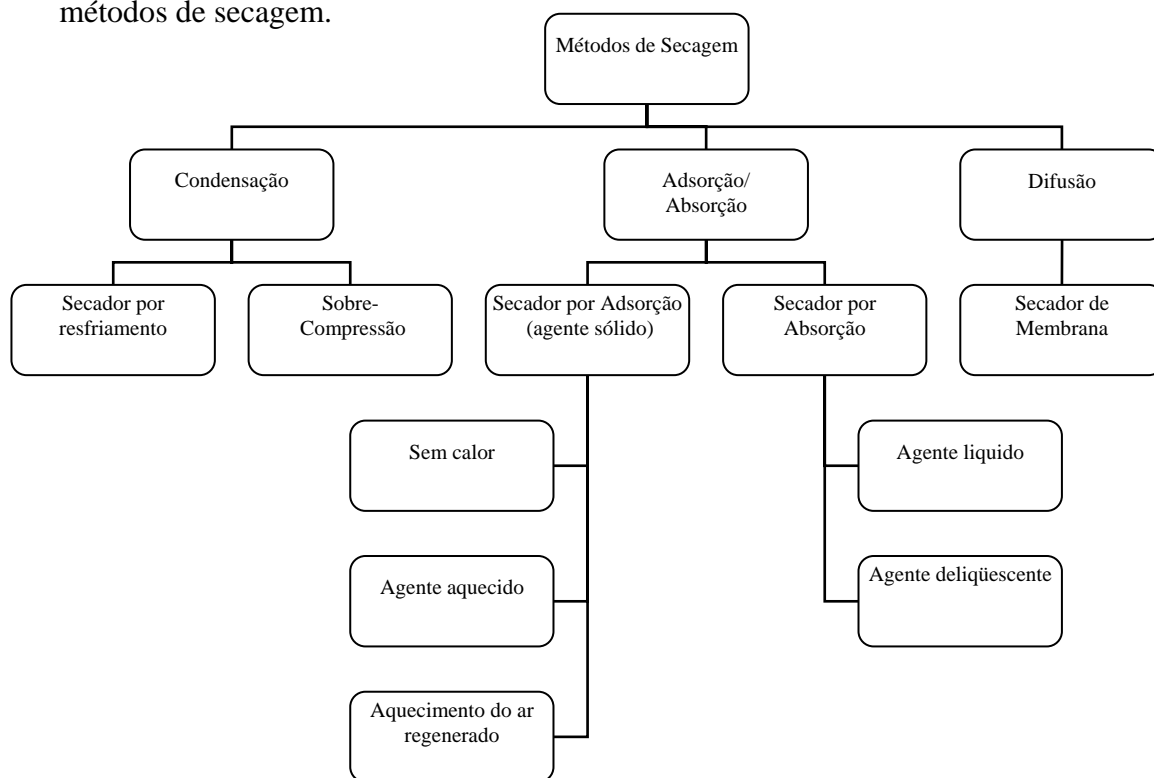 métodos de secagem.
Métodos de Secagem
Condensação
Adsorção/
Absorção
Difusão
Secador por
resfriamento
Sobre-
Compressão
Secador por Adsorção
(agente sólido)
Secador por
Absorção
Secador de
Membrana
Sem calor
Agente liquido
Agente aquecido
Agente deliqüescente
Aquecimento do ar
regenerado